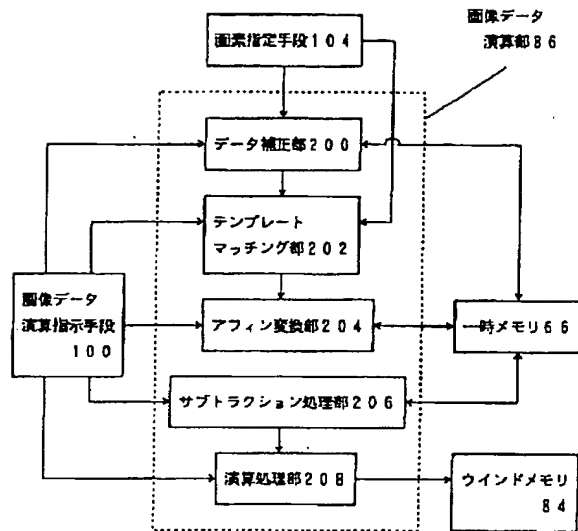 画素指定手段104
画像データ
演算部86
データ補正部200
テンプレート
マッチング部202
画像データ
演算指示手段
100
アフィン変換部204
一時メモリ66
サブトラクション処理部206
演算処理部208
ウインドメモリ
84